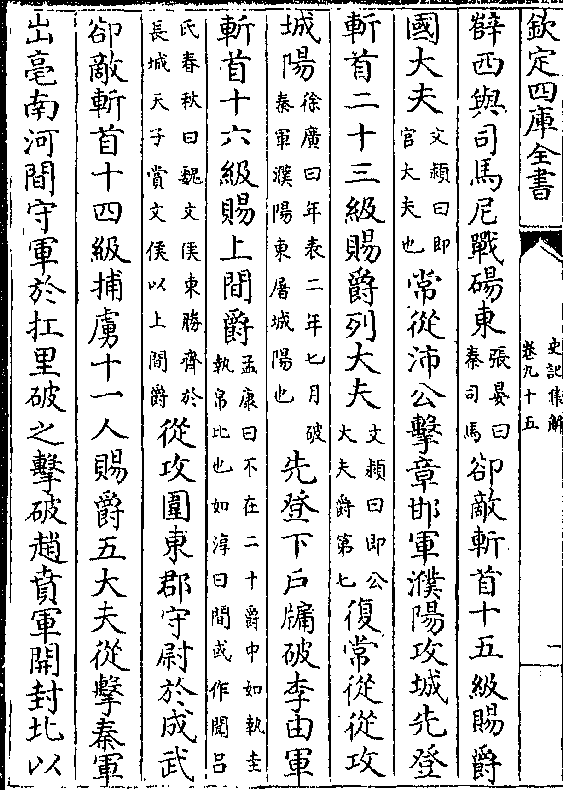 欽定四庫全書
史記集解
卷九十五
一
薛西與司馬尼戰碭東張晏曰秦司馬卻敵斬首十五級賜爵
國大夫文穎曰即官大夫也常從沛公擊章邯軍濮陽攻城先登
斬首二十三級賜爵列大夫文穎曰即公大夫爵第七復常從從攻
城陽徐廣曰年表二年七月破秦軍濮陽東屠城陽也先登下戶牖破李由軍
斬首十六級賜上間爵孟康曰不在二十爵中如執圭執帛比也如淳曰間或作聞呂
氏春秋曰魏文侯東勝齊於長城天子賞文侯以上間爵從攻圍東郡守尉於成武
卻敵斬首十四級捕虜十一人賜爵五大夫從擊秦軍
出亳南河間守軍於杠里破之擊破趙賁軍開封北以